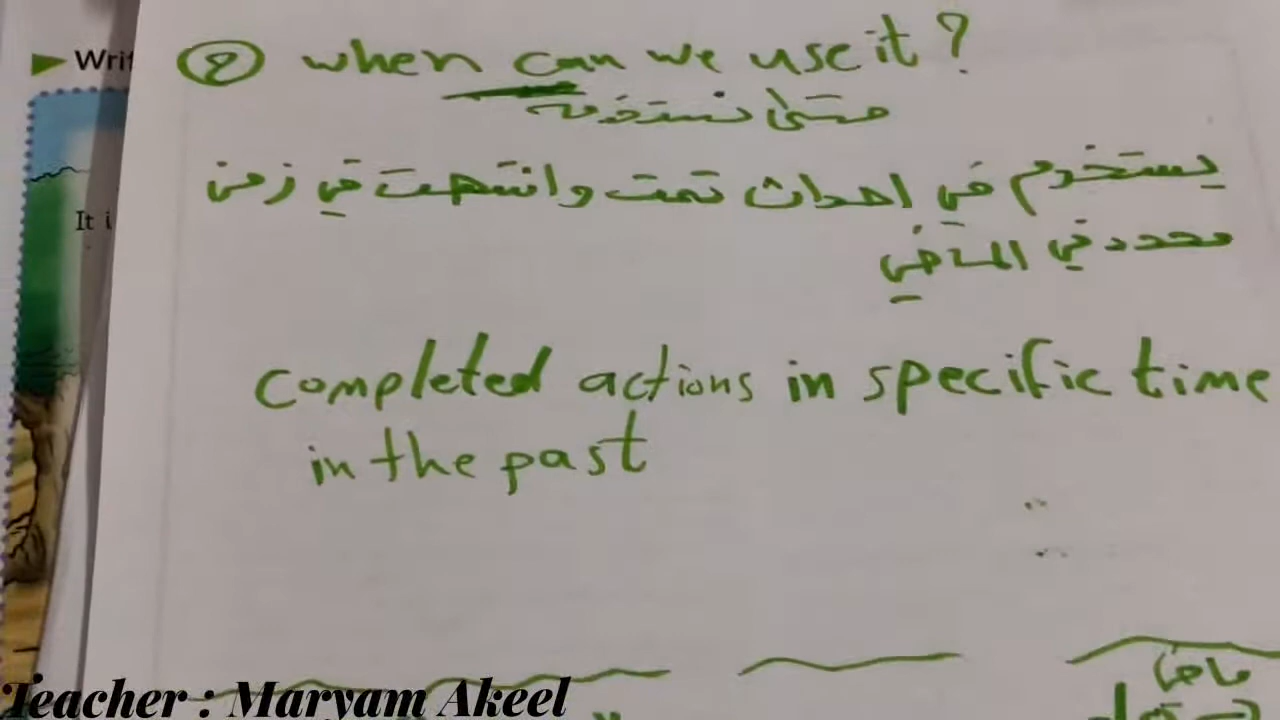 ② when can we use it?
متى نستخدمه
يستخدم في احداث تمت وانتهت في زمن
محدد في الماضي
completed actions in specific time
in the past
ماضي
Writ
It i
Teacher : Maryam Akeel